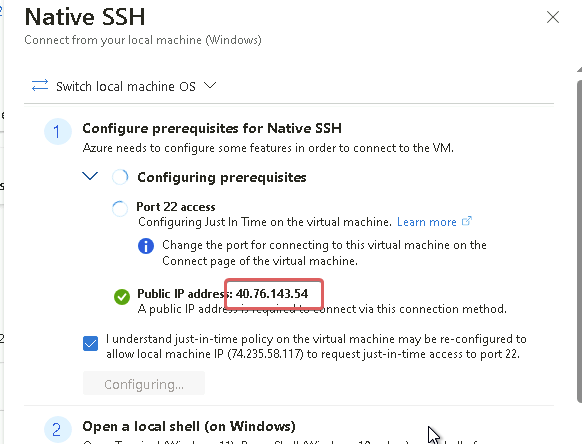 Native SSH
Connect from your local machine (Windows)
Switch local machine OS
1 Configure prerequisites for Native SSH
Azure needs to configure some features in order to connect to the VM.
Configuring prerequisites
Port 22 access
Configuring Just In Time on the virtual machine. Learn more
Change the port for connecting to this virtual machine on the
Connect page of the virtual machine.
Public IP address: 40.76.143.54
A public IP address is required to connect via this connection method.
I understand just-in-time policy on the virtual machine may be re-configured to
allow local machine IP (74.235.58.117) to request just-in-time access to port 22.
Configuring...
2 Open a local shell (on Windows)